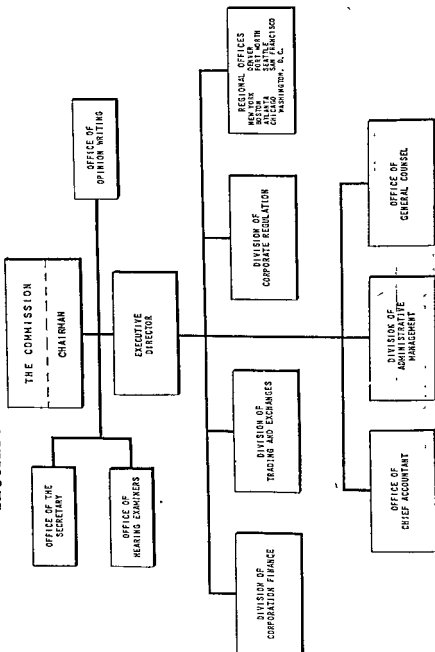 THE COMMISSION
CHAIRMAN
OFFICE OF THE
SECRETARY
OFFICE OF
HEARING EXAMINERS
OFFICE OF
OPINION WRITING
EXECUTIVE
DIRECTOR
DIVISION OF
CORPORATION FINANCE
DIVISION OF
TRADING AND EXCHANGES
DIVISION OF
CORPORATE REGULATION
REGIONAL OFFICES
NEW YORK DENVER
BOSTON FORT WORTH
ATLANTA SEATTLE
CHICAGO SAN FRANCISCO
WASHINGTON, D.C.
OFFICE OF
CHIEF ACCOUNTANT
DIVISION OF
ADMINISTRATIVE
MANAGEMENT
OFFICE OF
GENERAL COUNSEL